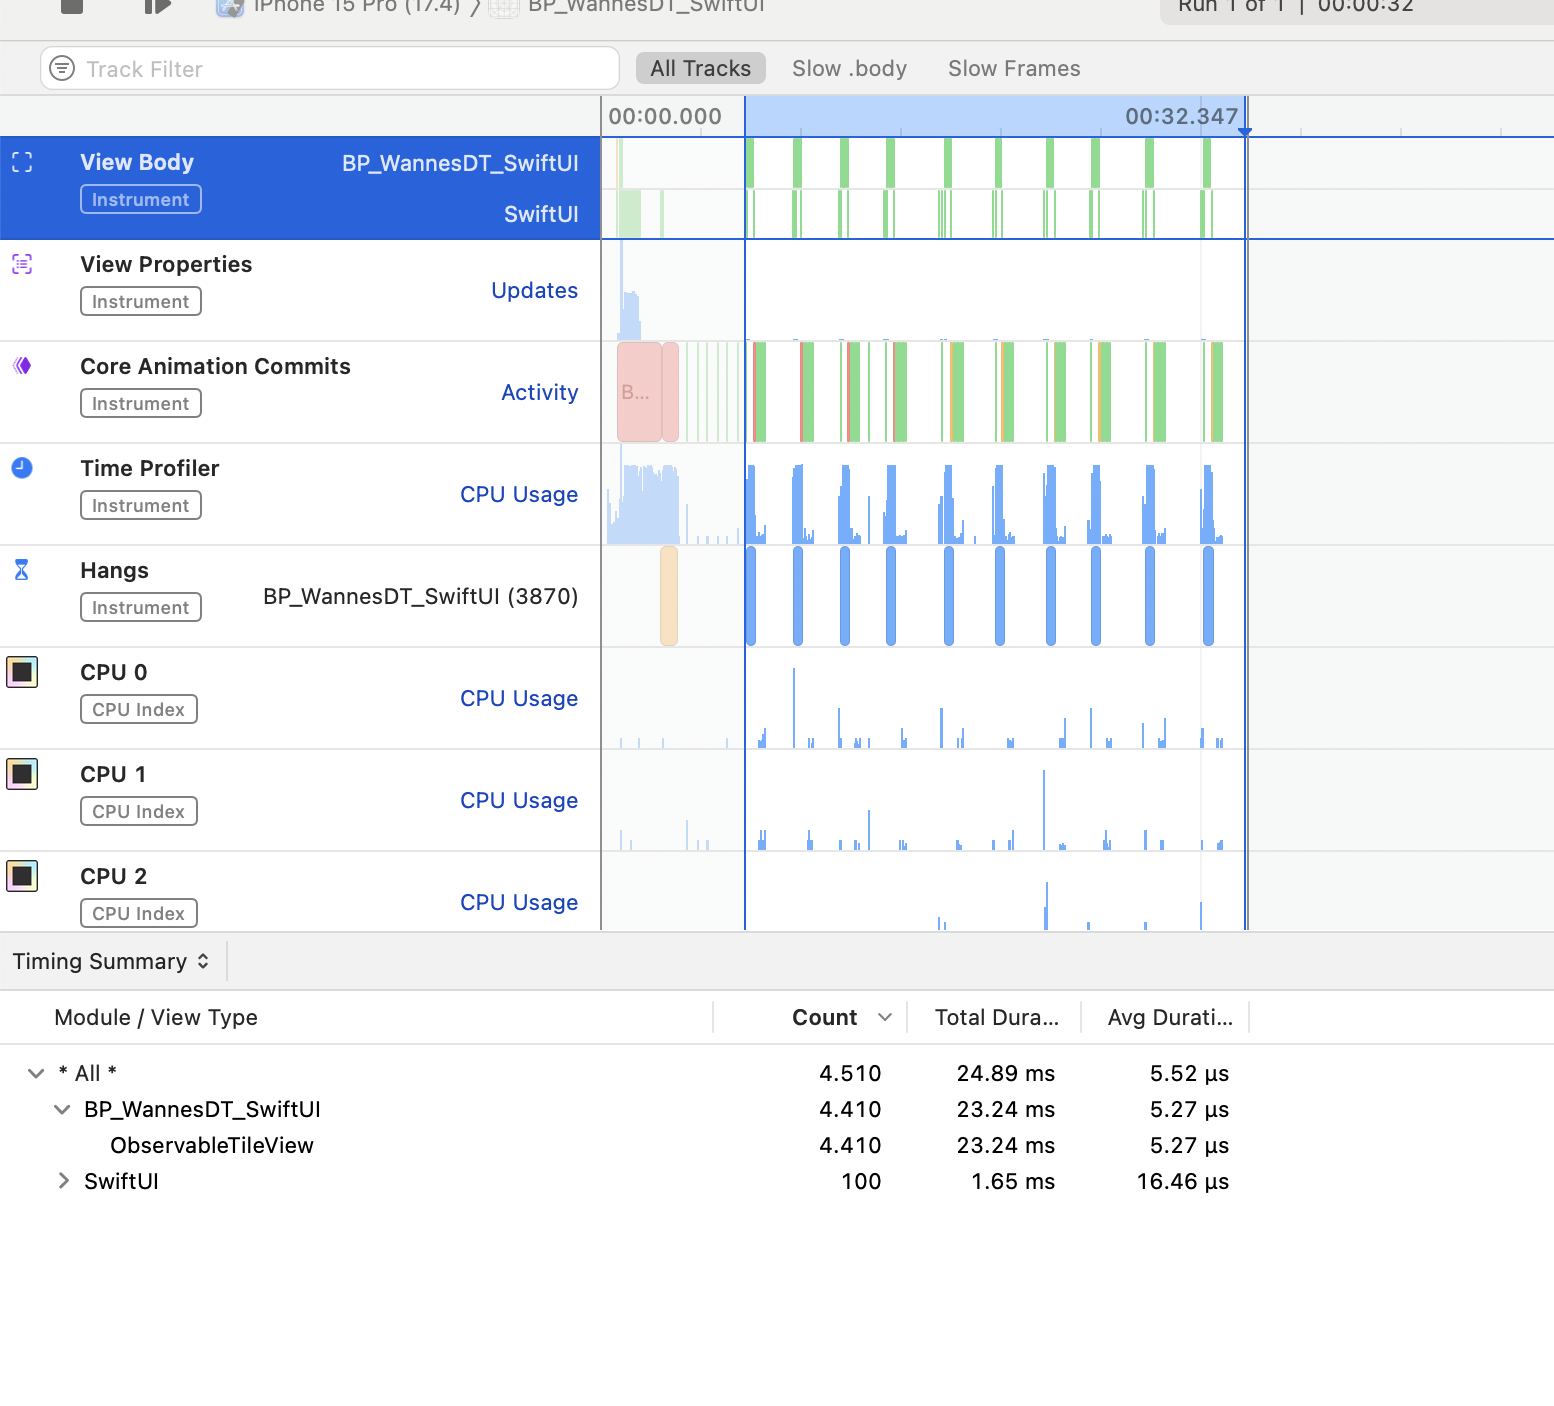 iPhone 15 Pro (17.4) BP_WannesDT_SwiftUI Run 1 of 1 | 00:00:32
Track Filter All Tracks Slow .body Slow Frames
00:00.000 00:32.347
View Body BP_WannesDT_SwiftUI
Instrument
SwiftUI
View Properties
Instrument
Updates
Core Animation Commits
Instrument
Activity
B...
Time Profiler
Instrument
CPU Usage
Hangs
Instrument
BP_WannesDT_SwiftUI (3870)
CPU 0
CPU Index
CPU Usage
CPU 1
CPU Index
CPU Usage
CPU 2
CPU Index
CPU Usage
Timing Summary
Module / View Type Count Total Dura... Avg Durati...
* All * 4.510 24.89 ms 5.52 µs
BP_WannesDT_SwiftUI 4.410 23.24 ms 5.27 µs
ObservableTileView 4.410 23.24 ms 5.27 µs
SwiftUI 100 1.65 ms 16.46 µs